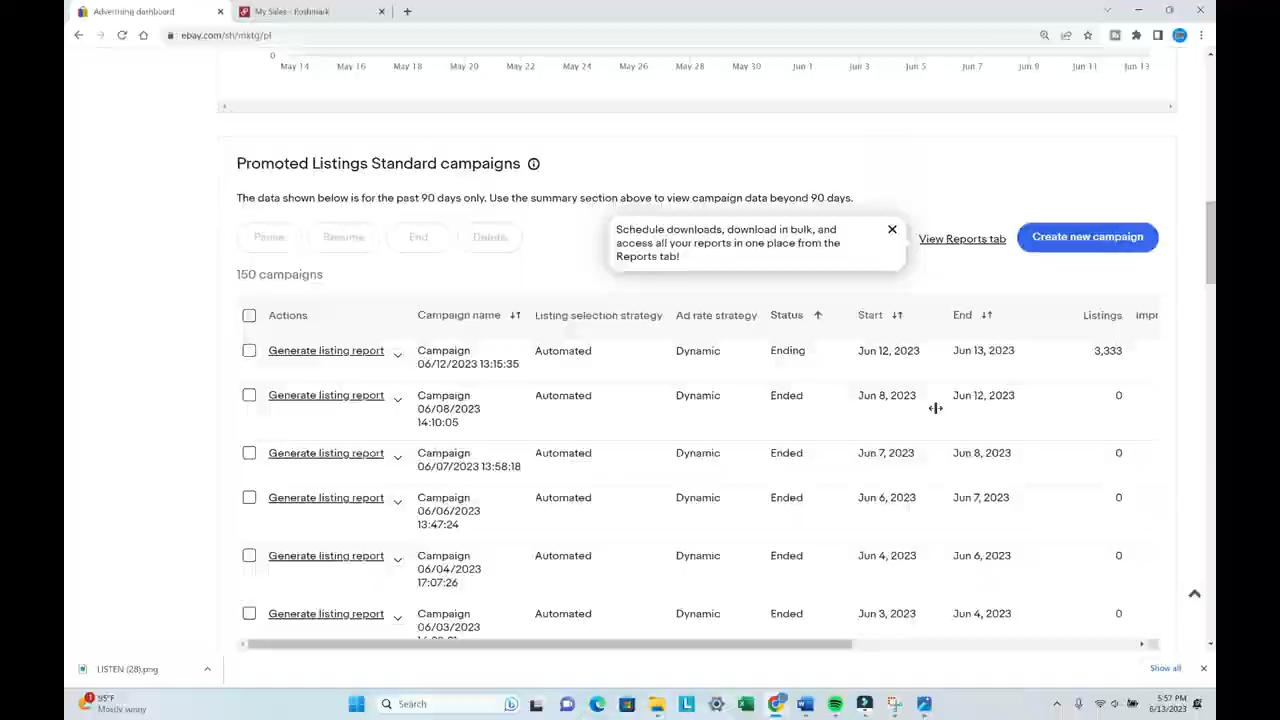 Advertising dashboard
My Sales - Poshmark
ebay.com/sh/mktg/pl
0
May 14 May 16 May 18 May 20 May 22 May 24 May 26 May 28 May 30 Jun 1 Jun 3 Jun 5 Jun 7 Jun 9 Jun 11 Jun 13
Promoted Listings Standard campaigns
The data shown below is for the past 90 days only. Use the summary section above to view campaign data beyond 90 days.
Pause Resume End Delete
Schedule downloads, download in bulk, and
access all your reports in one place from the
Reports tab!
View Reports tab
Create new campaign
150 campaigns
Actions Campaign name Listing selection strategy Ad rate strategy Status Start End Listings Impr
Generate listing report Campaign Automated Dynamic Ending Jun 12, 2023 Jun 13, 2023 3,333
06/12/2023 13:15:35
Generate listing report Campaign Automated Dynamic Ended Jun 8, 2023 Jun 12, 2023 0
06/08/2023
14:10:05
Generate listing report Campaign Automated Dynamic Ended Jun 7, 2023 Jun 8, 2023 0
06/07/2023 13:58:18
Generate listing report Campaign Automated Dynamic Ended Jun 6, 2023 Jun 7, 2023 0
06/06/2023
13:47:24
Generate listing report Campaign Automated Dynamic Ended Jun 4, 2023 Jun 6, 2023 0
06/04/2023
17:07:26
Generate listing report Campaign Automated Dynamic Ended Jun 3, 2023 Jun 4, 2023 0
06/03/2023
LISTEN (28).png
Show all
1
95°F
Mostly sunny
Search
5:57 PM
6/13/2023